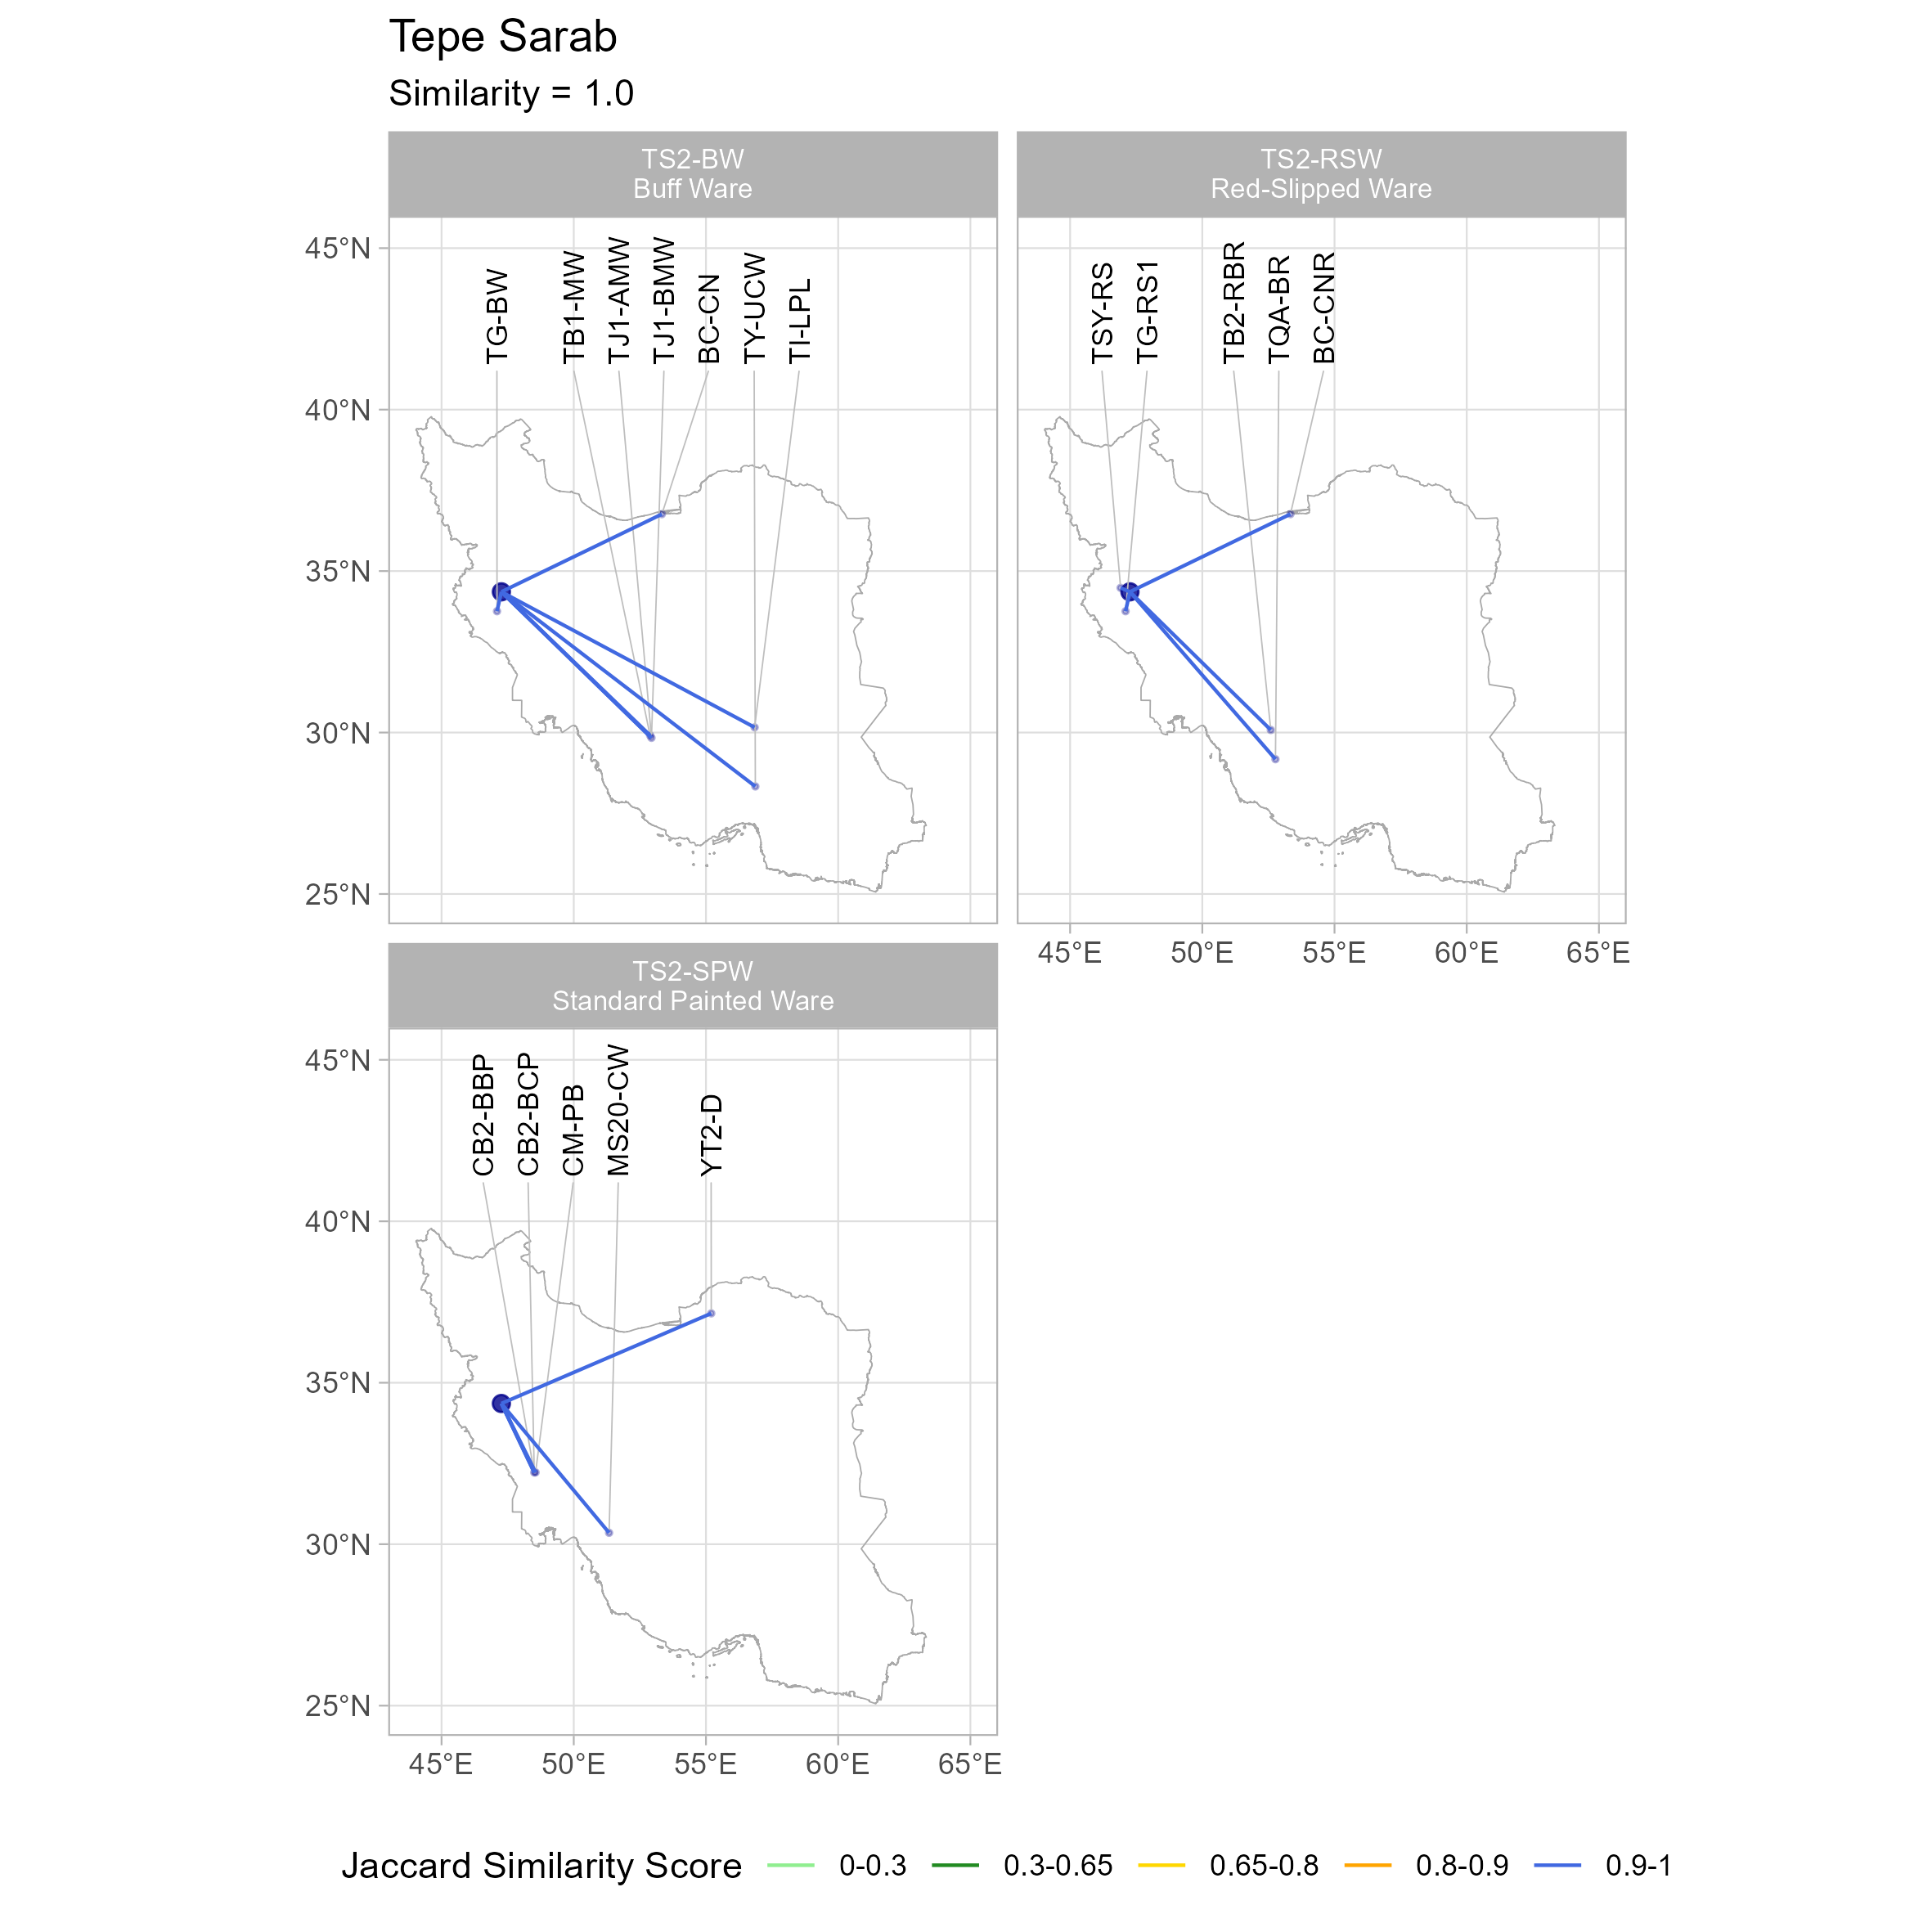 Tepe Sarab
Similarity = 1.0
TS2-BW
Buff Ware
TS2-RSW
Red-Slipped Ware
45°N
40°N
35°N
30°N
25°N
TG-BW
TB1-MW
TJ1-AMW
TJ1-BMW
BC-CN
TY-UCW
TI-LPL
TSY-RS
TG-RS1
TB2-RBR
TQA-BR
BC-CNR
45°E
50°E
55°E
60°E
65°E
TS2-SPW
Standard Painted Ware
45°N
40°N
35°N
30°N
25°N
CB2-BBP
CB2-BCP
CM-PB
MS20-CW
YT2-D
45°E
50°E
55°E
60°E
65°E
Jaccard Similarity Score 0-0.3 0.3-0.65 0.65-0.8 0.8-0.9 0.9-1